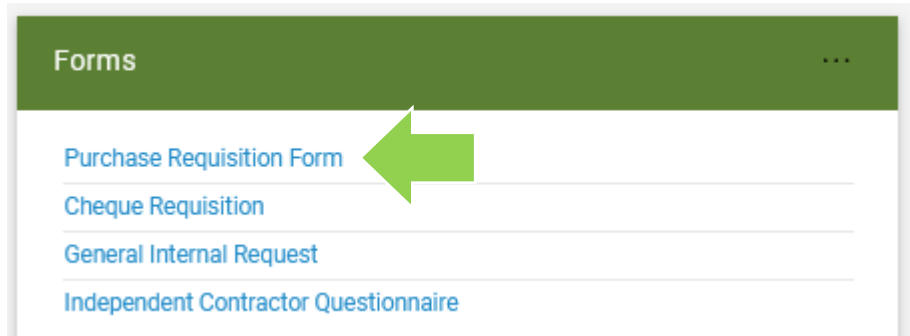 Forms ...
Purchase Requisition Form
Cheque Requisition
General Internal Request
Independent Contractor Questionnaire